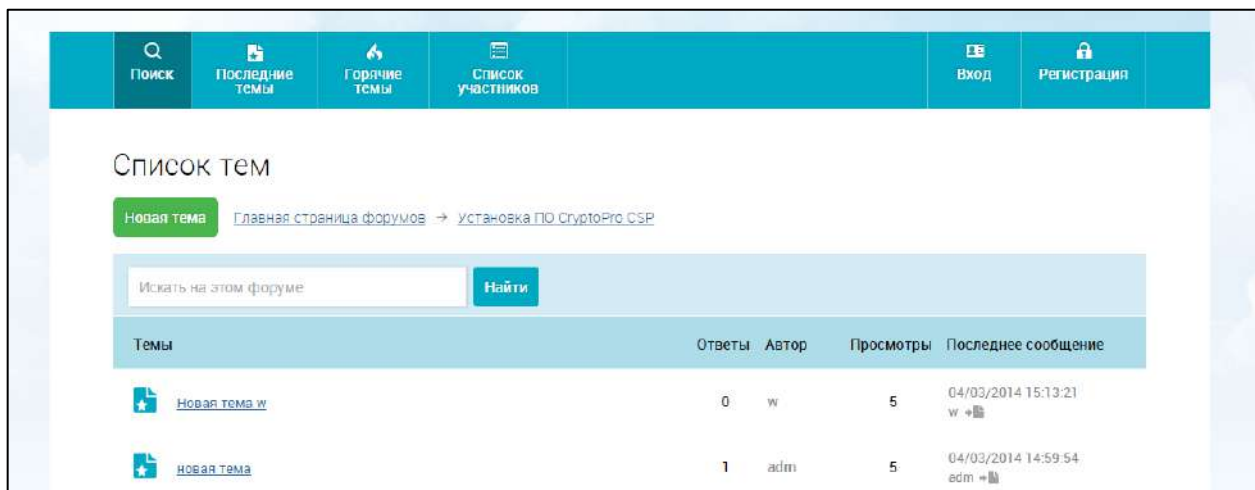 Поиск
Последние темы
Горячие темы
Список участников
Вход
Регистрация
Список тем
Новая тема Главная страница форумов → Установка ПО CryptoPro CSP
Искать на этом форуме Найти
Темы Ответы Автор Просмотры Последнее сообщение
Новая тема w 0 w 5 04/03/2014 15:13:21
w
новая тема 1 adm 5 04/03/2014 14:59:54
adm